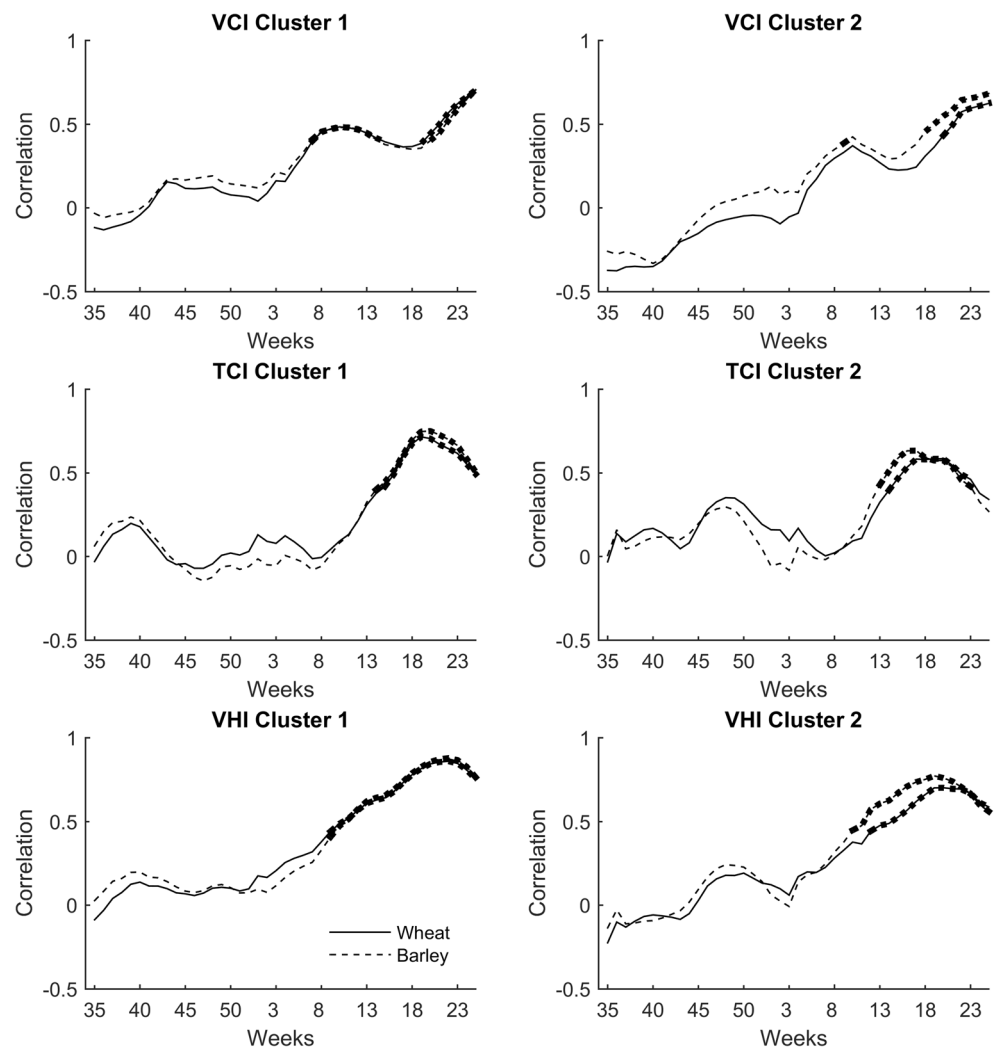 VCI Cluster 1
1
0.5
0
-0.5
Correlation
35 40 45 50 3 8 13 18 23
Weeks
VCI Cluster 2
1
0.5
0
-0.5
Correlation
35 40 45 50 3 8 13 18 23
Weeks
TCI Cluster 1
1
0.5
0
-0.5
Correlation
35 40 45 50 3 8 13 18 23
Weeks
TCI Cluster 2
1
0.5
0
-0.5
Correlation
35 40 45 50 3 8 13 18 23
Weeks
VHI Cluster 1
1
0.5
0
-0.5
Correlation
Wheat
Barley
35 40 45 50 3 8 13 18 23
Weeks
VHI Cluster 2
1
0.5
0
-0.5
Correlation
35 40 45 50 3 8 13 18 23
Weeks